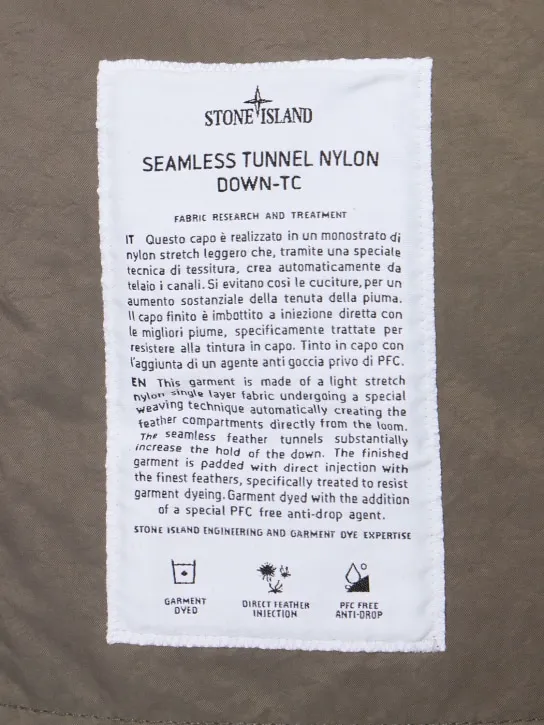 STONE ISLAND
SEAMLESS TUNNEL NYLON
DOWN-TC
FABRIC RESEARCH AND TREATMENT
IT Questo capo è realizzato in un monostrato di
nylon stretch leggero che, tramite una speciale
tecnica di tessitura, crea automaticamente da
telaio i canali. Si evitano così le cuciture, per un
aumento sostanziale della tenuta della piuma.
Il capo finito è imbottito a iniezione diretta con
le migliori piume, specificamente trattate per
resistere alla tintura in capo. Tinto in capo con
l'aggiunta di un agente anti goccia privo di PFC.
EN This garment is made of a light stretch
nylon single layer fabric undergoing a special
weaving technique automatically creating the
feather compartments directly from the loom.
The seamless feather tunnels substantially
increase the hold of the down. The finished
garment is padded with direct injection with
the finest feathers, specifically treated to resist
garment dyeing. Garment dyed with the addition
of a special PFC free anti-drop agent.
STONE ISLAND ENGINEERING AND GARMENT DYE EXPERTISE
GARMENT
DYED
DIRECT FEATHER
INJECTION
PFC FREE
ANTI-DROP